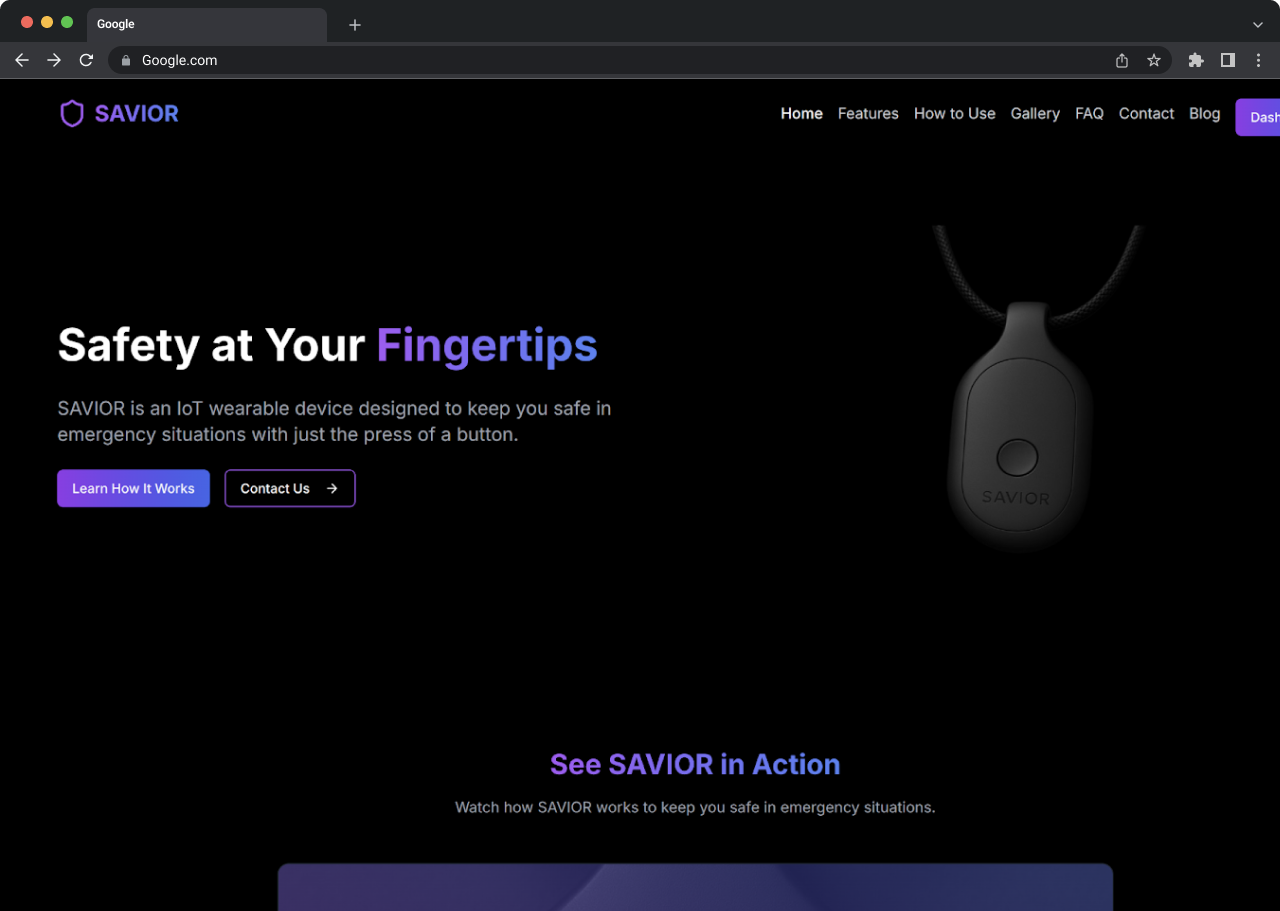 Google
Google.com
SAVIOR
Home Features How to Use Gallery FAQ Contact Blog
Safety at Your Fingertips
SAVIOR is an IoT wearable device designed to keep you safe in
emergency situations with just the press of a button.
Learn How It Works Contact Us
SAVIOR
See SAVIOR in Action
Watch how SAVIOR works to keep you safe in emergency situations.